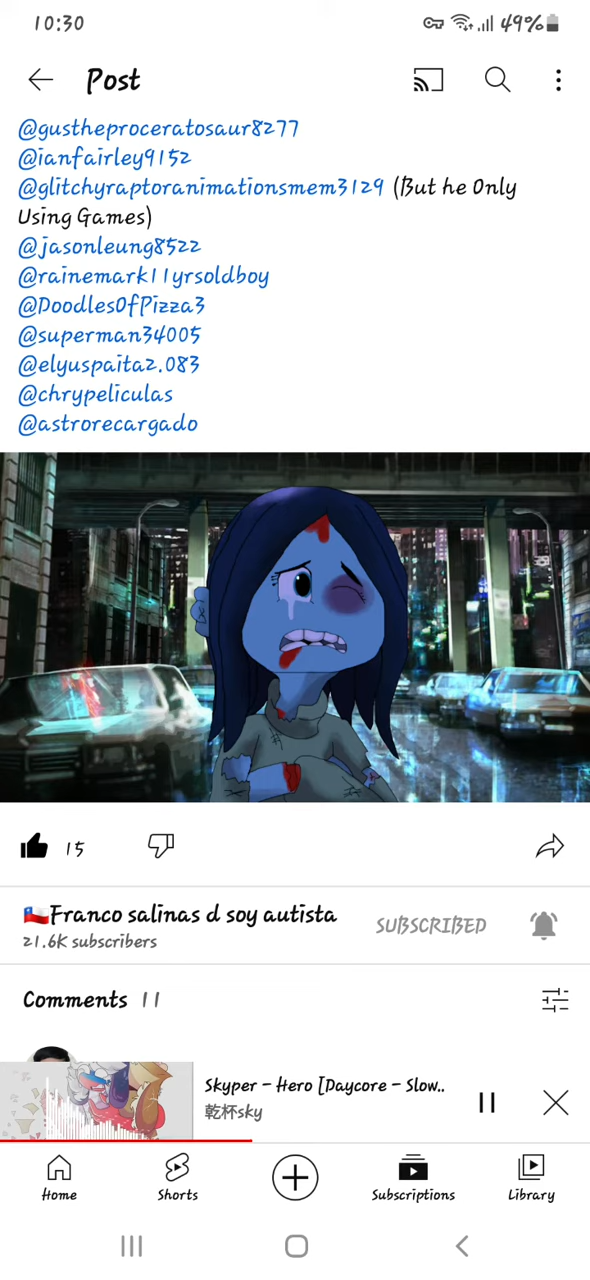 10:30
49%
Post
@gustheproceratosaur8277
@ianfairley9152
@glitchyraptoranimationsmem3129 (But he Only
Using Games)
@jasonleung8522
@rainemark11yrsoldboy
@DoodlesOfPizza3
@superman34005
@elyuspaita2.083
@chrypeliculas
@astrorecargado
15
🇨🇱Franco salinas d soy autista
21.6K subscribers
SUBSCRIBED
Comments 11
Skyper - Hero [Daycore - Slow..
乾杯sky
Home
Shorts
Subscriptions
Library